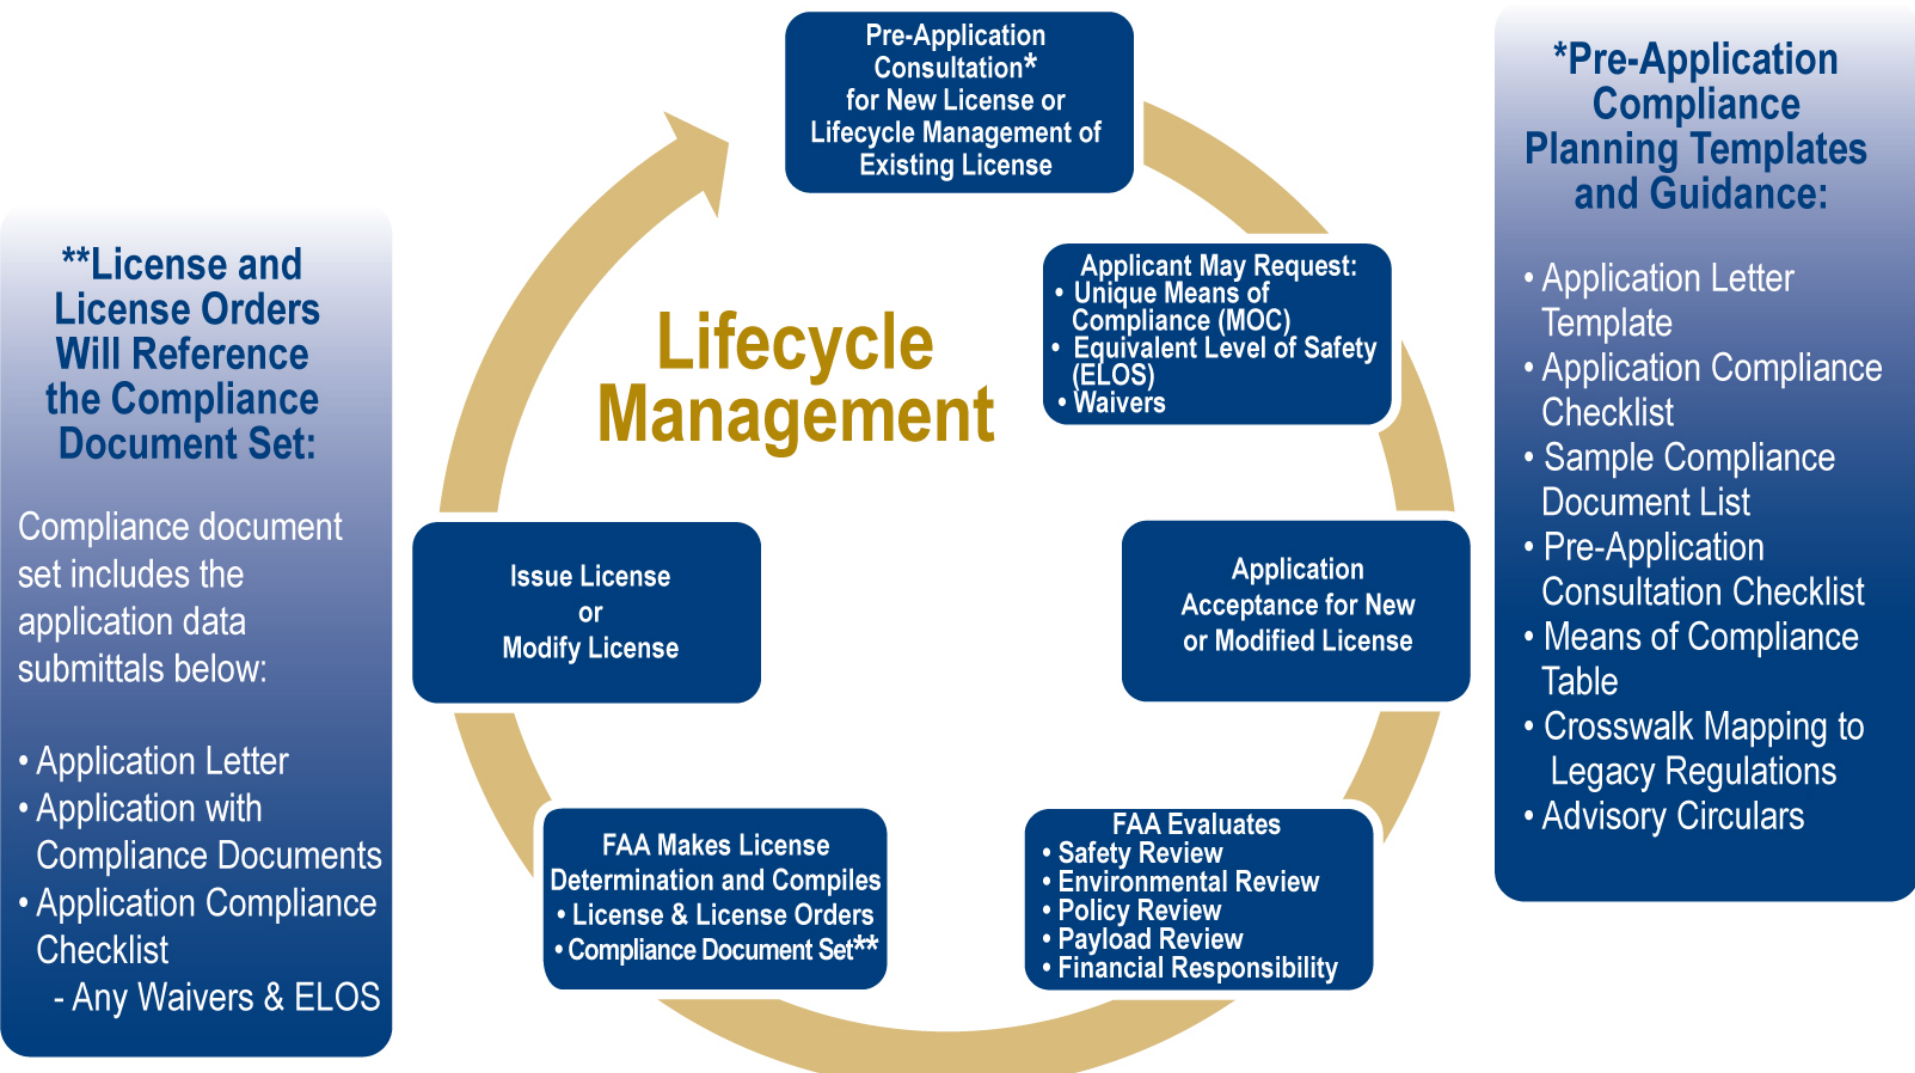 Pre-Application
Consultation*
for New License or
Lifecycle Management of
Existing License
Applicant May Request:
• Unique Means of
Compliance (MOC)
• Equivalent Level of Safety
(ELOS)
• Waivers
Application
Acceptance for New
or Modified License
FAA Evaluates
• Safety Review
• Environmental Review
• Policy Review
• Payload Review
• Financial Responsibility
FAA Makes License
Determination and Compiles
• License & License Orders
• Compliance Document Set**
Issue License
or
Modify License
Lifecycle
Management
**License and
License Orders
Will Reference
the Compliance
Document Set:
Compliance document
set includes the
application data
submittals below:
• Application Letter
• Application with
Compliance Documents
• Application Compliance
Checklist
- Any Waivers & ELOS
*Pre-Application
Compliance
Planning Templates
and Guidance:
• Application Letter
Template
• Application Compliance
Checklist
• Sample Compliance
Document List
• Pre-Application
Consultation Checklist
• Means of Compliance
Table
• Crosswalk Mapping to
Legacy Regulations
• Advisory Circulars